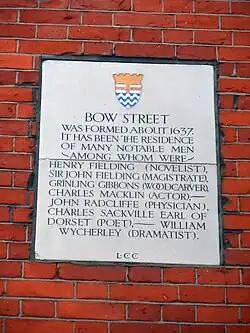 BOW STREET
WAS FORMED ABOUT 1637.
IT HAS BEEN THE RESIDENCE
OF MANY NOTABLE MEN
AMONG WHOM WERE
HENRY FIELDING (NOVELIST),
SIR JOHN FIELDING (MAGISTRATE),
GRINLING GIBBONS (WOODCARVER)
CHARLES MACKLIN (ACTOR),
JOHN RADCLIFFE (PHYSICIAN),
CHARLES SACKVILLE EARL OF
DORSET (POET),— WILLIAM
WYCHERLEY (DRAMATIST).
L·C·C